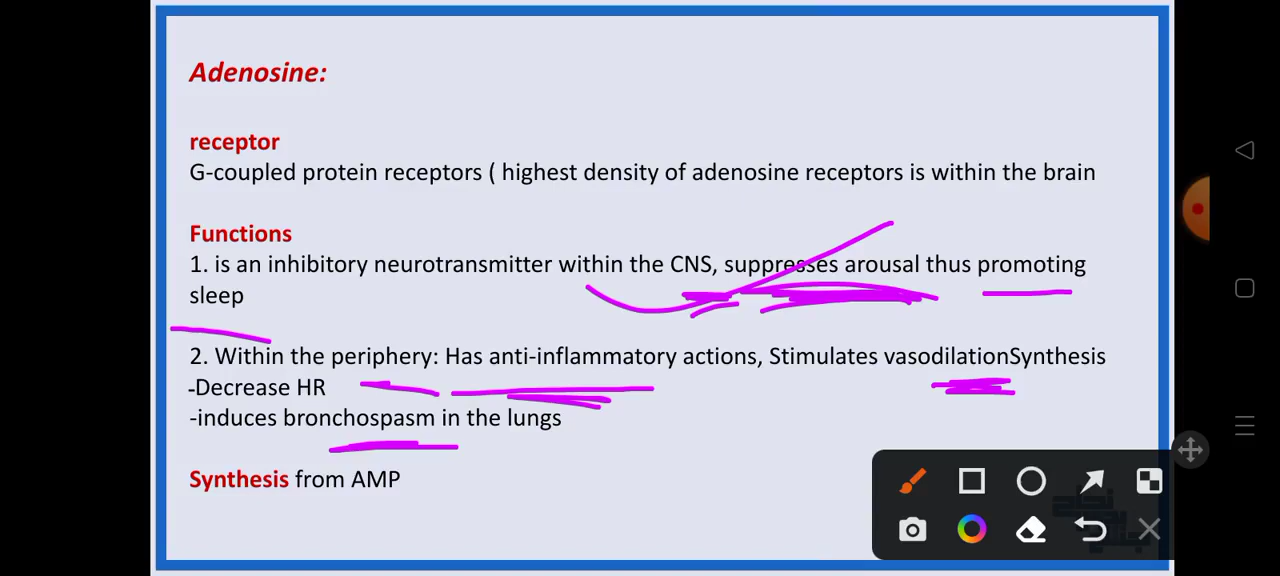 Adenosine:
receptor
G-coupled protein receptors ( highest density of adenosine receptors is within the brain
Functions
1. is an inhibitory neurotransmitter within the CNS, suppresses arousal thus promoting
sleep
2. Within the periphery: Has anti-inflammatory actions, Stimulates vasodilationSynthesis
-Decrease HR
-induces bronchospasm in the lungs
Synthesis from AMP